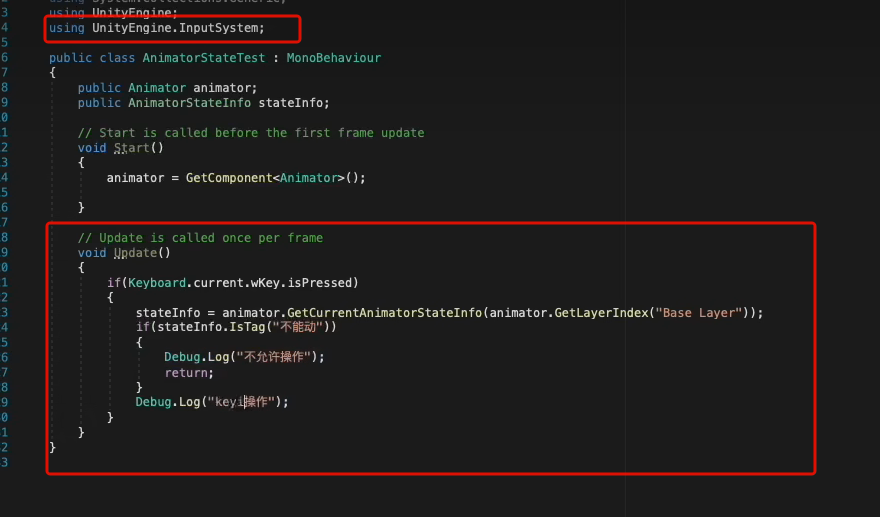 using System.Collections.Generic;
3 using UnityEngine;
4 using UnityEngine.InputSystem;
5
6 public class AnimatorStateTest : MonoBehaviour
7 {
8 public Animator animator;
9 public AnimatorStateInfo stateInfo;
0
1 // Start is called before the first frame update
2 void Start()
3 {
4 animator = GetComponent<Animator>();
5
6 }
7
8 // Update is called once per frame
9 void Update()
0 {
1 if(Keyboard.current.wKey.isPressed)
2 {
3 stateInfo = animator.GetCurrentAnimatorStateInfo(animator.GetLayerIndex("Base Layer"));
4 if(stateInfo.IsTag("不能动"))
5 {
6 Debug.Log("不允许操作");
7 return;
8 }
9 Debug.Log("keyi操作");
0 }
1 }
2 }
3